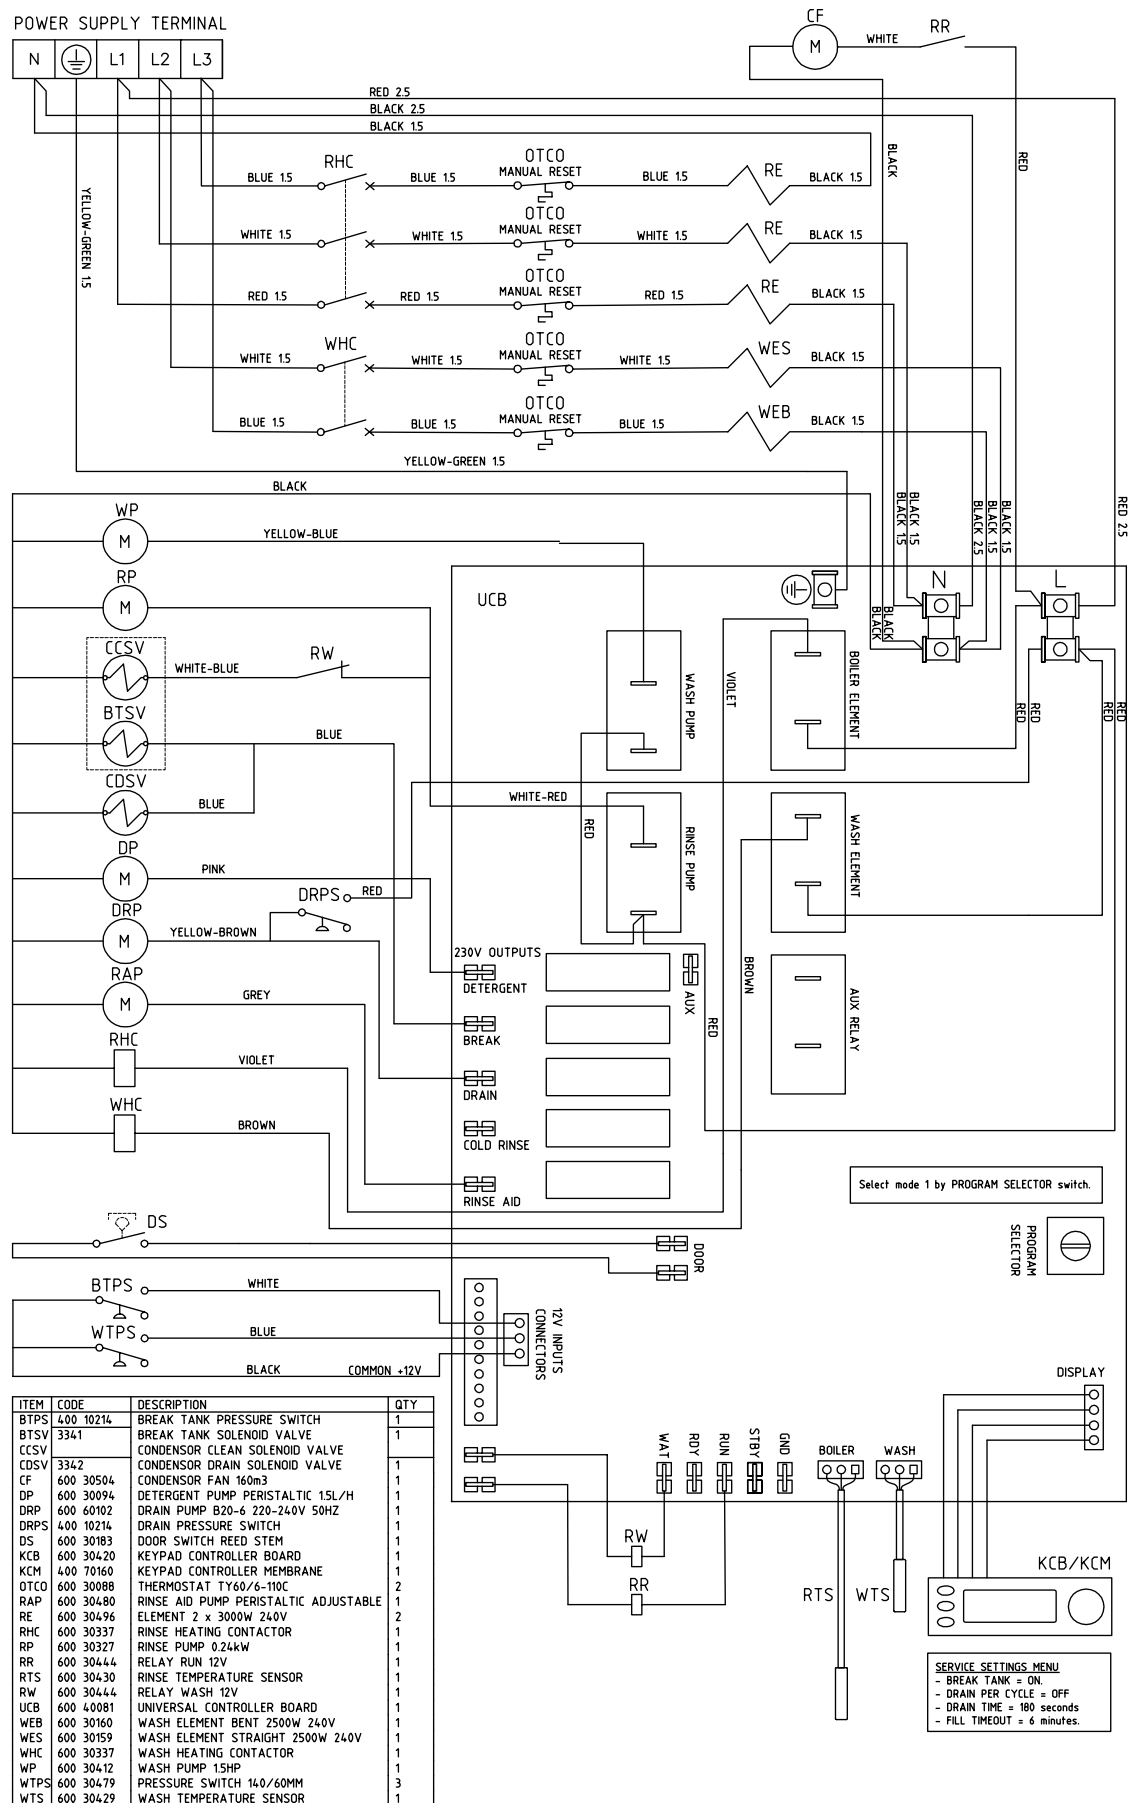 POWER SUPPLY TERMINAL
N L1 L2 L3
CF
M
WHITE
RR
RED 2.5
BLACK 2.5
BLACK 1.5
BLACK
RED
YELLOW-GREEN 1.5
RHC
OTCO
MANUAL RESET
RE
BLUE 1.5 BLUE 1.5 BLUE 1.5 BLACK 1.5
OTCO
MANUAL RESET
RE
WHITE 1.5 WHITE 1.5 WHITE 1.5 BLACK 1.5
OTCO
MANUAL RESET
RE
RED 1.5 RED 1.5 RED 1.5 BLACK 1.5
WHC
OTCO
MANUAL RESET
WES
WHITE 1.5 WHITE 1.5 WHITE 1.5 BLACK 1.5
OTCO
MANUAL RESET
WEB
BLUE 1.5 BLUE 1.5 BLUE 1.5 BLACK 1.5
YELLOW-GREEN 1.5
BLACK
BLACK 1.5
BLACK 1.5
BLACK 2.5
BLACK 1.5
BLACK 1.5
RED 2.5
WP
M
YELLOW-BLUE
RP
M
UCB
N
L
BLACK
BLACK
CCSV
WHITE-BLUE
RW
WASH PUMP
VIOLET
BOILER ELEMENT
RED
RED
RED
RED
BTSV
BLUE
CDSV
BLUE
WHITE-RED
RED
RINSE PUMP
WASH ELEMENT
DP
M
PINK
DRPS
RED
DRP
M
YELLOW-BROWN
230V OUTPUTS
DETERGENT
AUX
RED
BROWN
AUX RELAY
RAP
M
GREY
BREAK
RHC
VIOLET
DRAIN
WHC
BROWN
COLD RINSE
RINSE AID
Select mode 1 by PROGRAM SELECTOR switch.
PROGRAM
SELECTOR
DS
DOOR
BTPS
WHITE
WTPS
BLUE
BLACK
COMMON +12V
12V INPUTS
CONNECTORS
DISPLAY
WAT RDY RUN STBY GND
BOILER WASH
RW
RR
RTS
WTS
KCB/KCM
SERVICE SETTINGS MENU
- BREAK TANK = ON.
- DRAIN PER CYCLE = OFF
- DRAIN TIME = 180 seconds
- FILL TIMEOUT = 6 minutes.
ITEM CODE DESCRIPTION QTY
BTPS 400 10214 BREAK TANK PRESSURE SWITCH 1
BTSV 3341 BREAK TANK SOLENOID VALVE 1
CCSV CONDENSOR CLEAN SOLENOID VALVE
CDSV 3342 CONDENSOR DRAIN SOLENOID VALVE 1
CF 600 30504 CONDENSOR FAN 160m3 1
DP 600 30094 DETERGENT PUMP PERISTALTIC 1.5L/H 1
DRP 600 60102 DRAIN PUMP B20-6 220-240V 50HZ 1
DRPS 400 10214 DRAIN PRESSURE SWITCH 1
DS 600 30183 DOOR SWITCH REED STEM 1
KCB 600 30420 KEYPAD CONTROLLER BOARD 1
KCM 400 70160 KEYPAD CONTROLLER MEMBRANE 1
OTCO 600 30088 THERMOSTAT TY60/6-110C 2
RAP 600 30480 RINSE AID PUMP PERISTALTIC ADJUSTABLE 1
RE 600 30496 ELEMENT 2 x 3000W 240V 2
RHC 600 30337 RINSE HEATING CONTACTOR 1
RP 600 30327 RINSE PUMP 0.24kW 1
RR 600 30444 RELAY RUN 12V 1
RTS 600 30430 RINSE TEMPERATURE SENSOR 1
RW 600 30444 RELAY WASH 12V 1
UCB 600 40081 UNIVERSAL CONTROLLER BOARD 1
WEB 600 30160 WASH ELEMENT BENT 2500W 240V 1
WES 600 30159 WASH ELEMENT STRAIGHT 2500W 240V 1
WHC 600 30337 WASH HEATING CONTACTOR 1
WP 600 30412 WASH PUMP 1.5HP 1
WTPS 600 30479 PRESSURE SWITCH 140/60MM 3
WTS 600 30429 WASH TEMPERATURE SENSOR 1